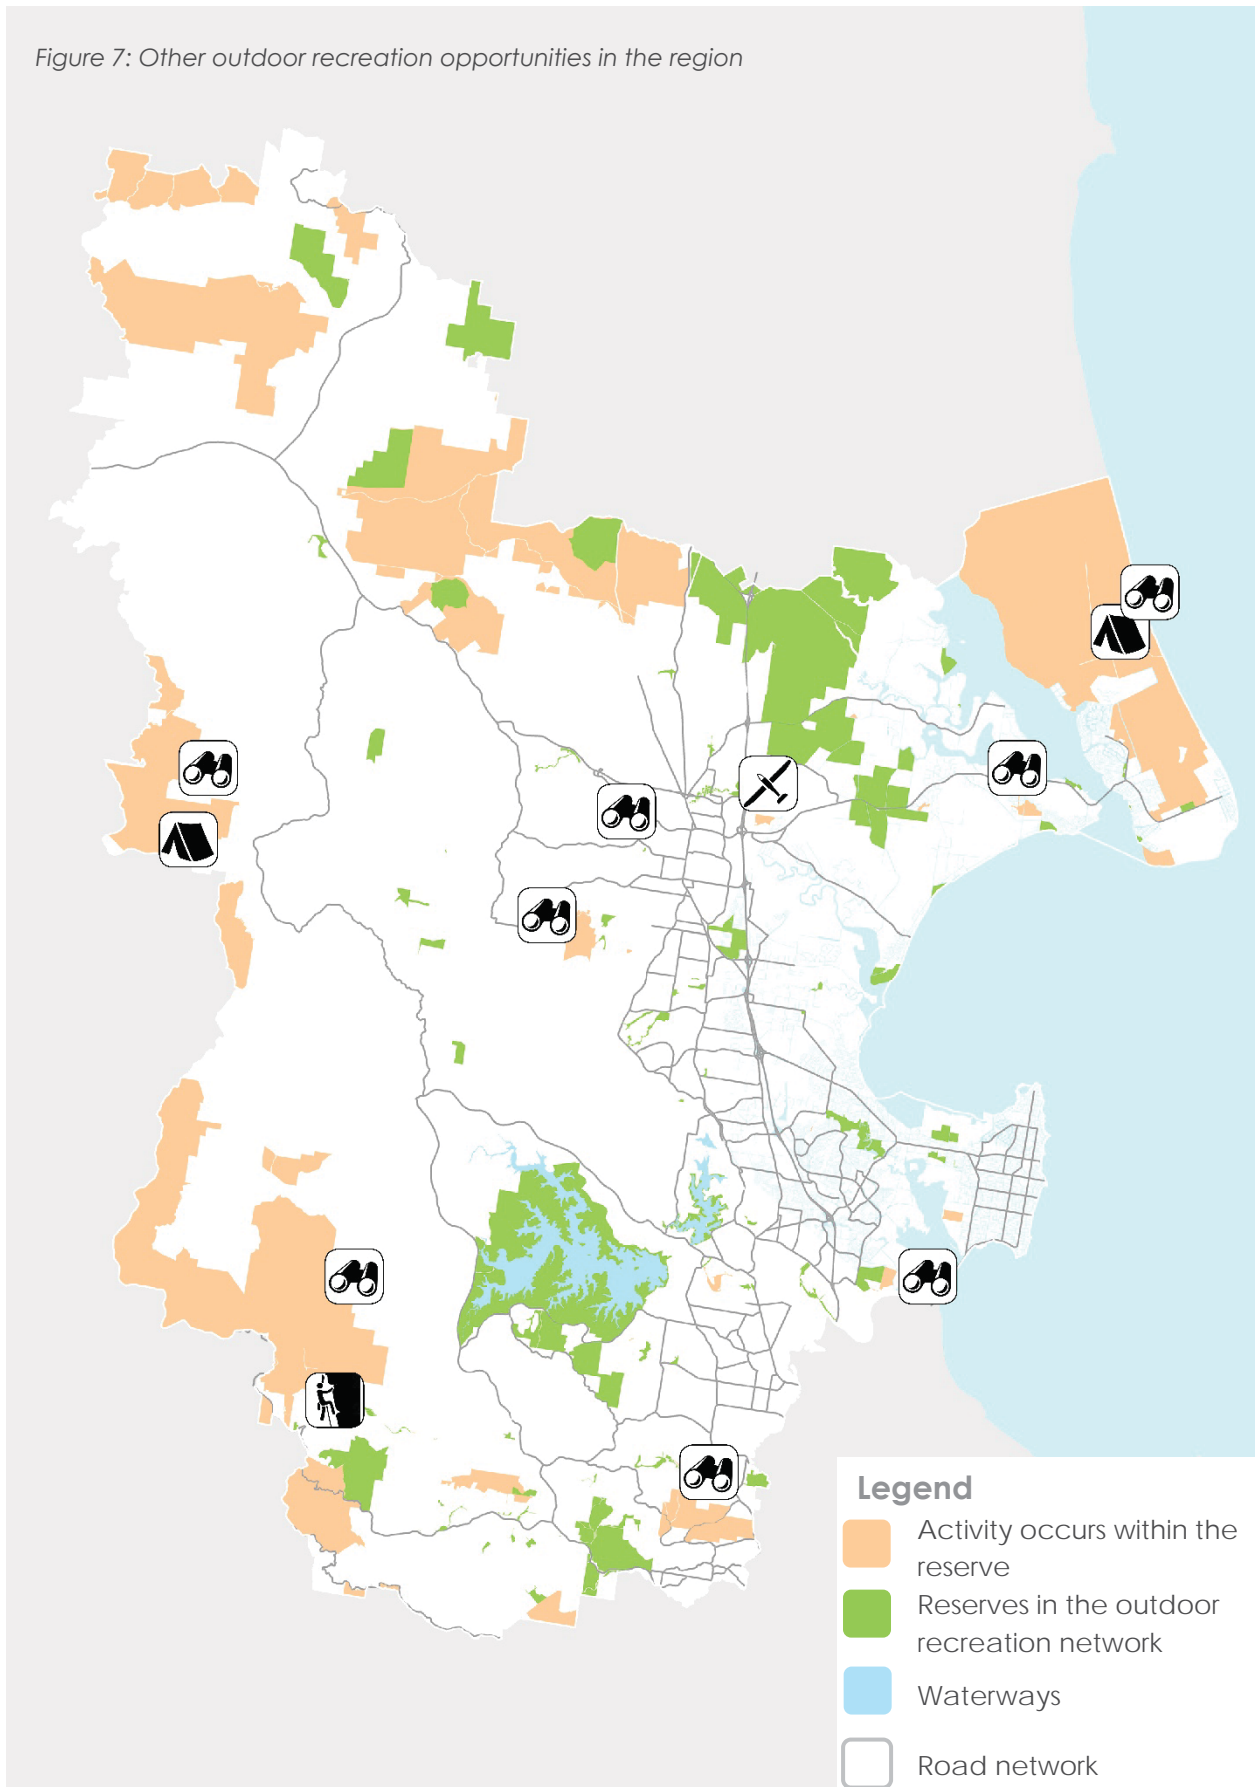 Figure 7: Other outdoor recreation opportunities in the region
Legend
Activity occurs within the
reserve
Reserves in the outdoor
recreation network
Waterways
Road network